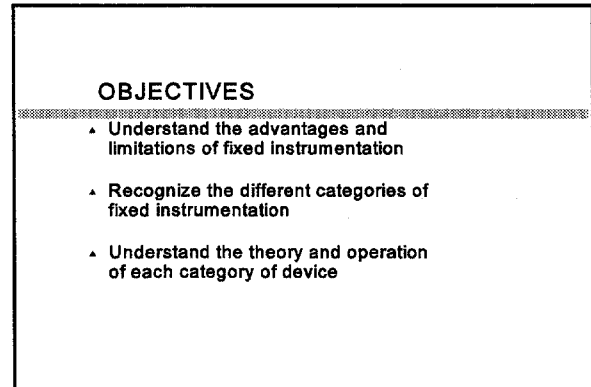 OBJECTIVES
▴ Understand the advantages and
limitations of fixed instrumentation
▴ Recognize the different categories of
fixed instrumentation
▴ Understand the theory and operation
of each category of device